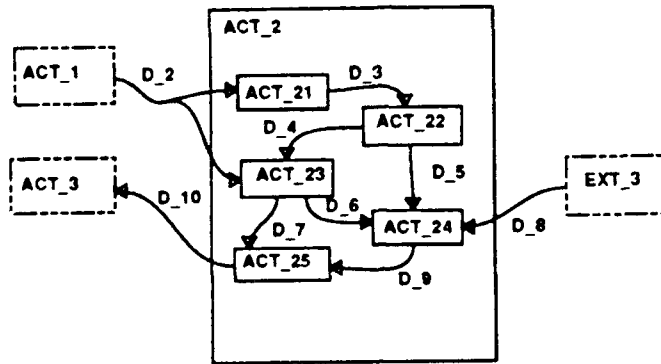 ACT_2
ACT_1
D_2
D_3
ACT_21
D_4
ACT_22
ACT_3
D_10
ACT_23
D_5
EXT_3
D_6
D_7
ACT_24
D_8
ACT_25
D_9